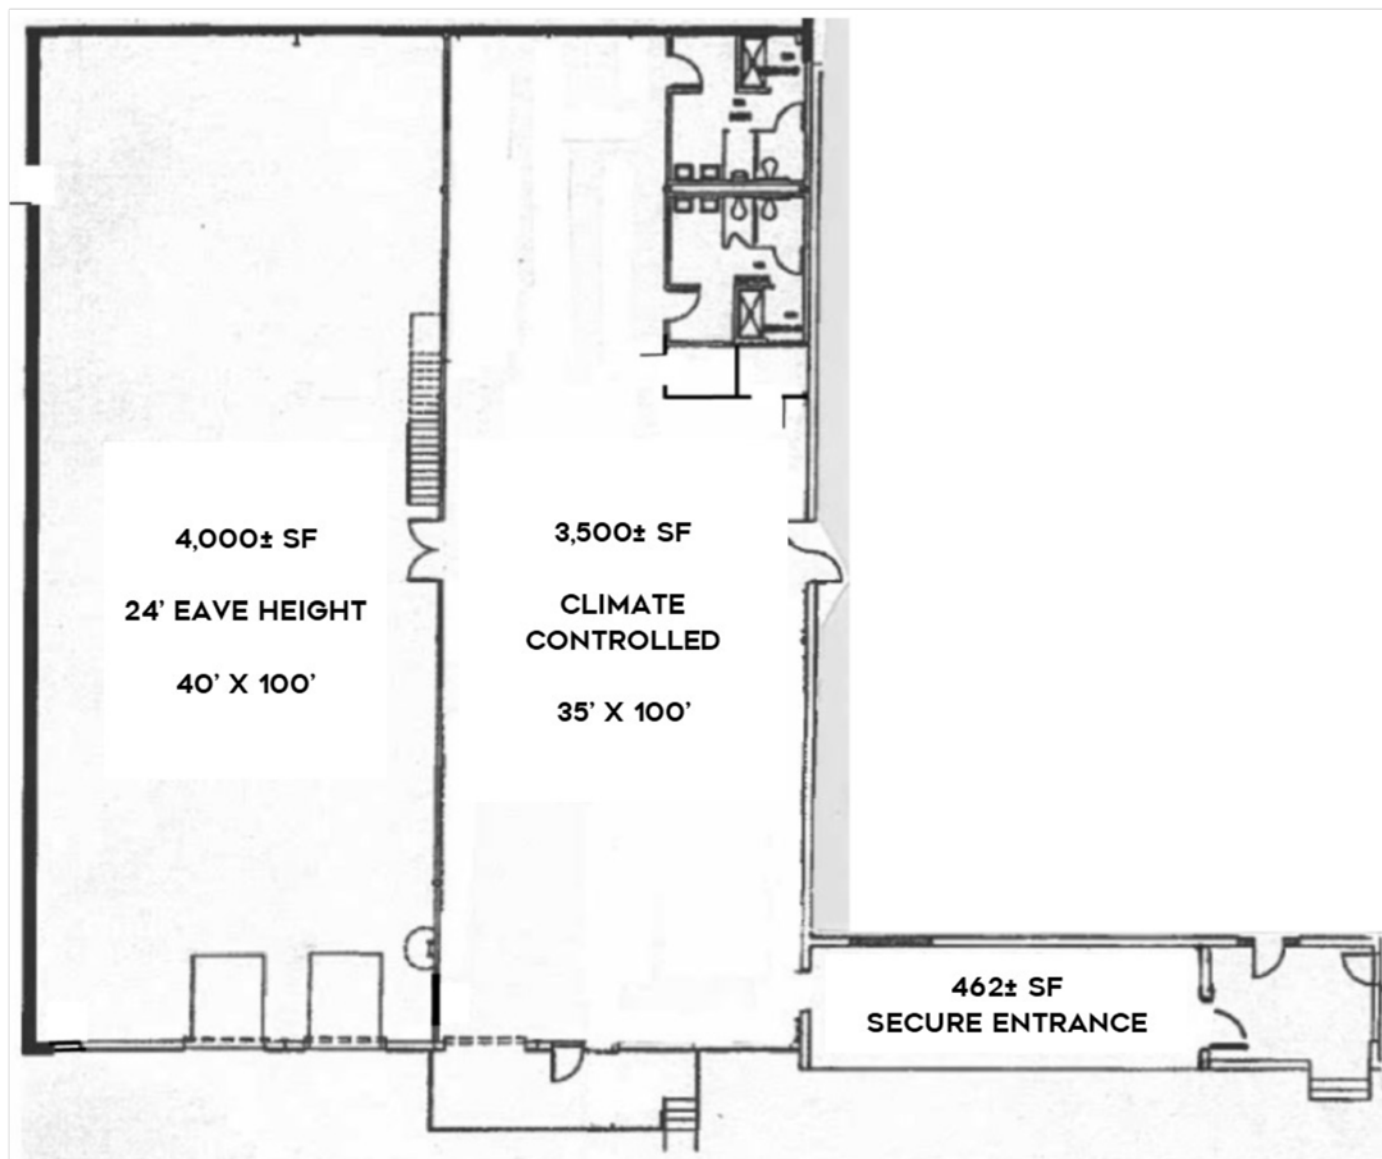 4,000± SF
24' EAVE HEIGHT
40' X 100'
3,500± SF
CLIMATE
CONTROLLED
35' X 100'
462± SF
SECURE ENTRANCE